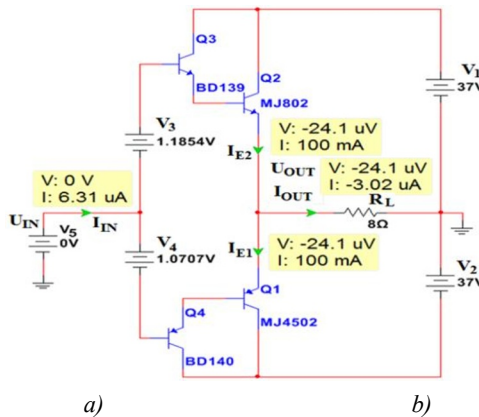 Q3
Q2
BD139
MJ802
V1
37V
V3
1.1854V
V: -24.1 uV
I: 100 mA
IE2
UOUT
V: -24.1 uV
IOUT
I: -3.02 uA
V: 0 V
I: 6.31 uA
RL
8Ω
UIN
IIN
V5
0V
V4
1.0707V
IE1
V: -24.1 uV
I: 100 mA
V2
37V
Q1
Q4
MJ4502
BD140
a)
b)